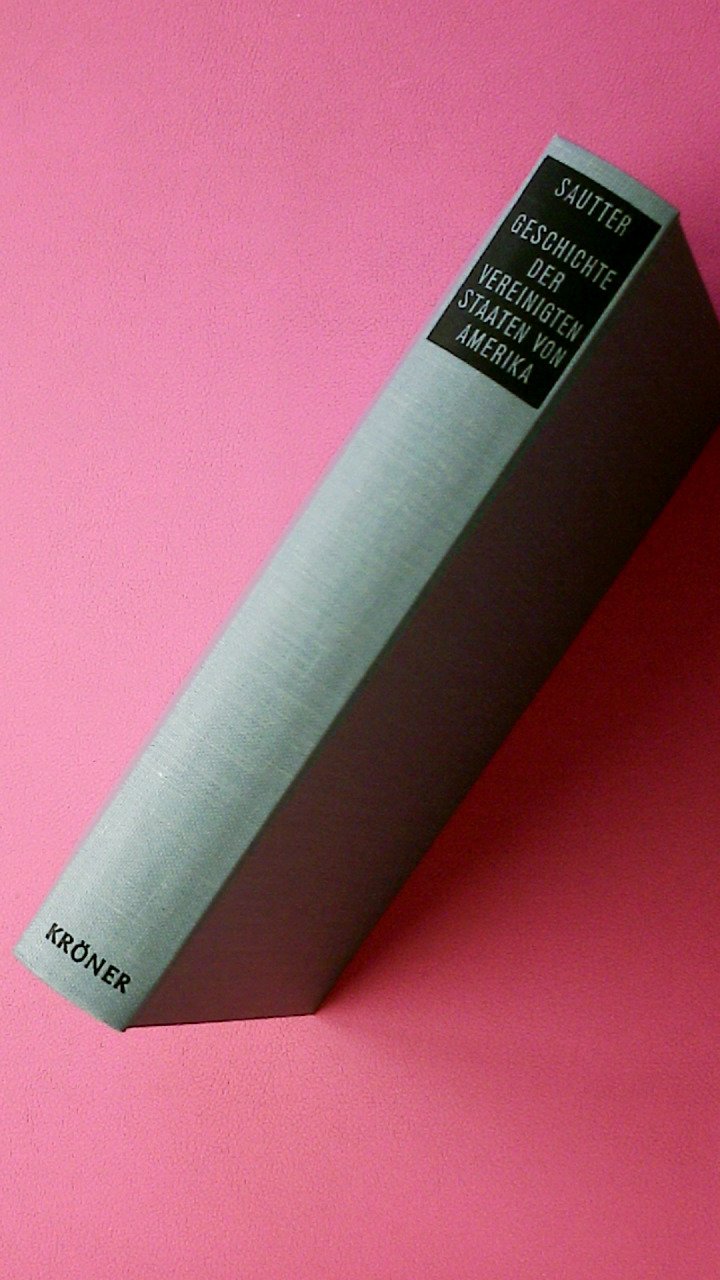 SAUTTER
GESCHICHTE
DER
VEREINIGTEN
STAATEN VON
AMERIKA
KRÖNER